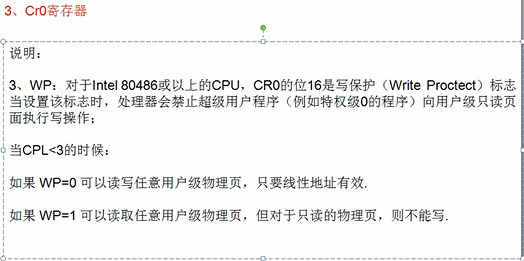 3、Cr0寄存器
说明：
3、WP：对于Intel 80486或以上的CPU，CR0的位16是写保护（Write Proctect）标志
当设置该标志时，处理器会禁止超级用户程序（例如特权级0的程序）向用户级只读页
面执行写操作；
当CPL<3的时候：
如果 WP=0 可以读写任意用户级物理页，只要线性地址有效.
如果 WP=1 可以读取任意用户级物理页，但对于只读的物理页，则不能写.